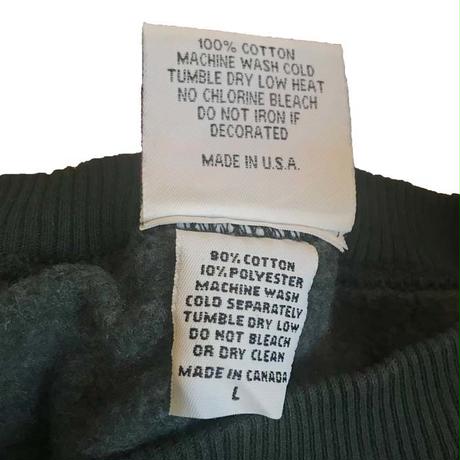 100% COTTON
MACHINE WASH COLD
TUMBLE DRY LOW HEAT
NO CHLORINE BLEACH
DO NOT IRON IF
DECORATED
MADE IN U.S.A.
90% COTTON
10% POLYESTER
MACHINE WASH
COLD SEPARATELY
TUMBLE DRY LOW
DO NOT BLEACH
OR DRY CLEAN
MADE IN CANADA
L